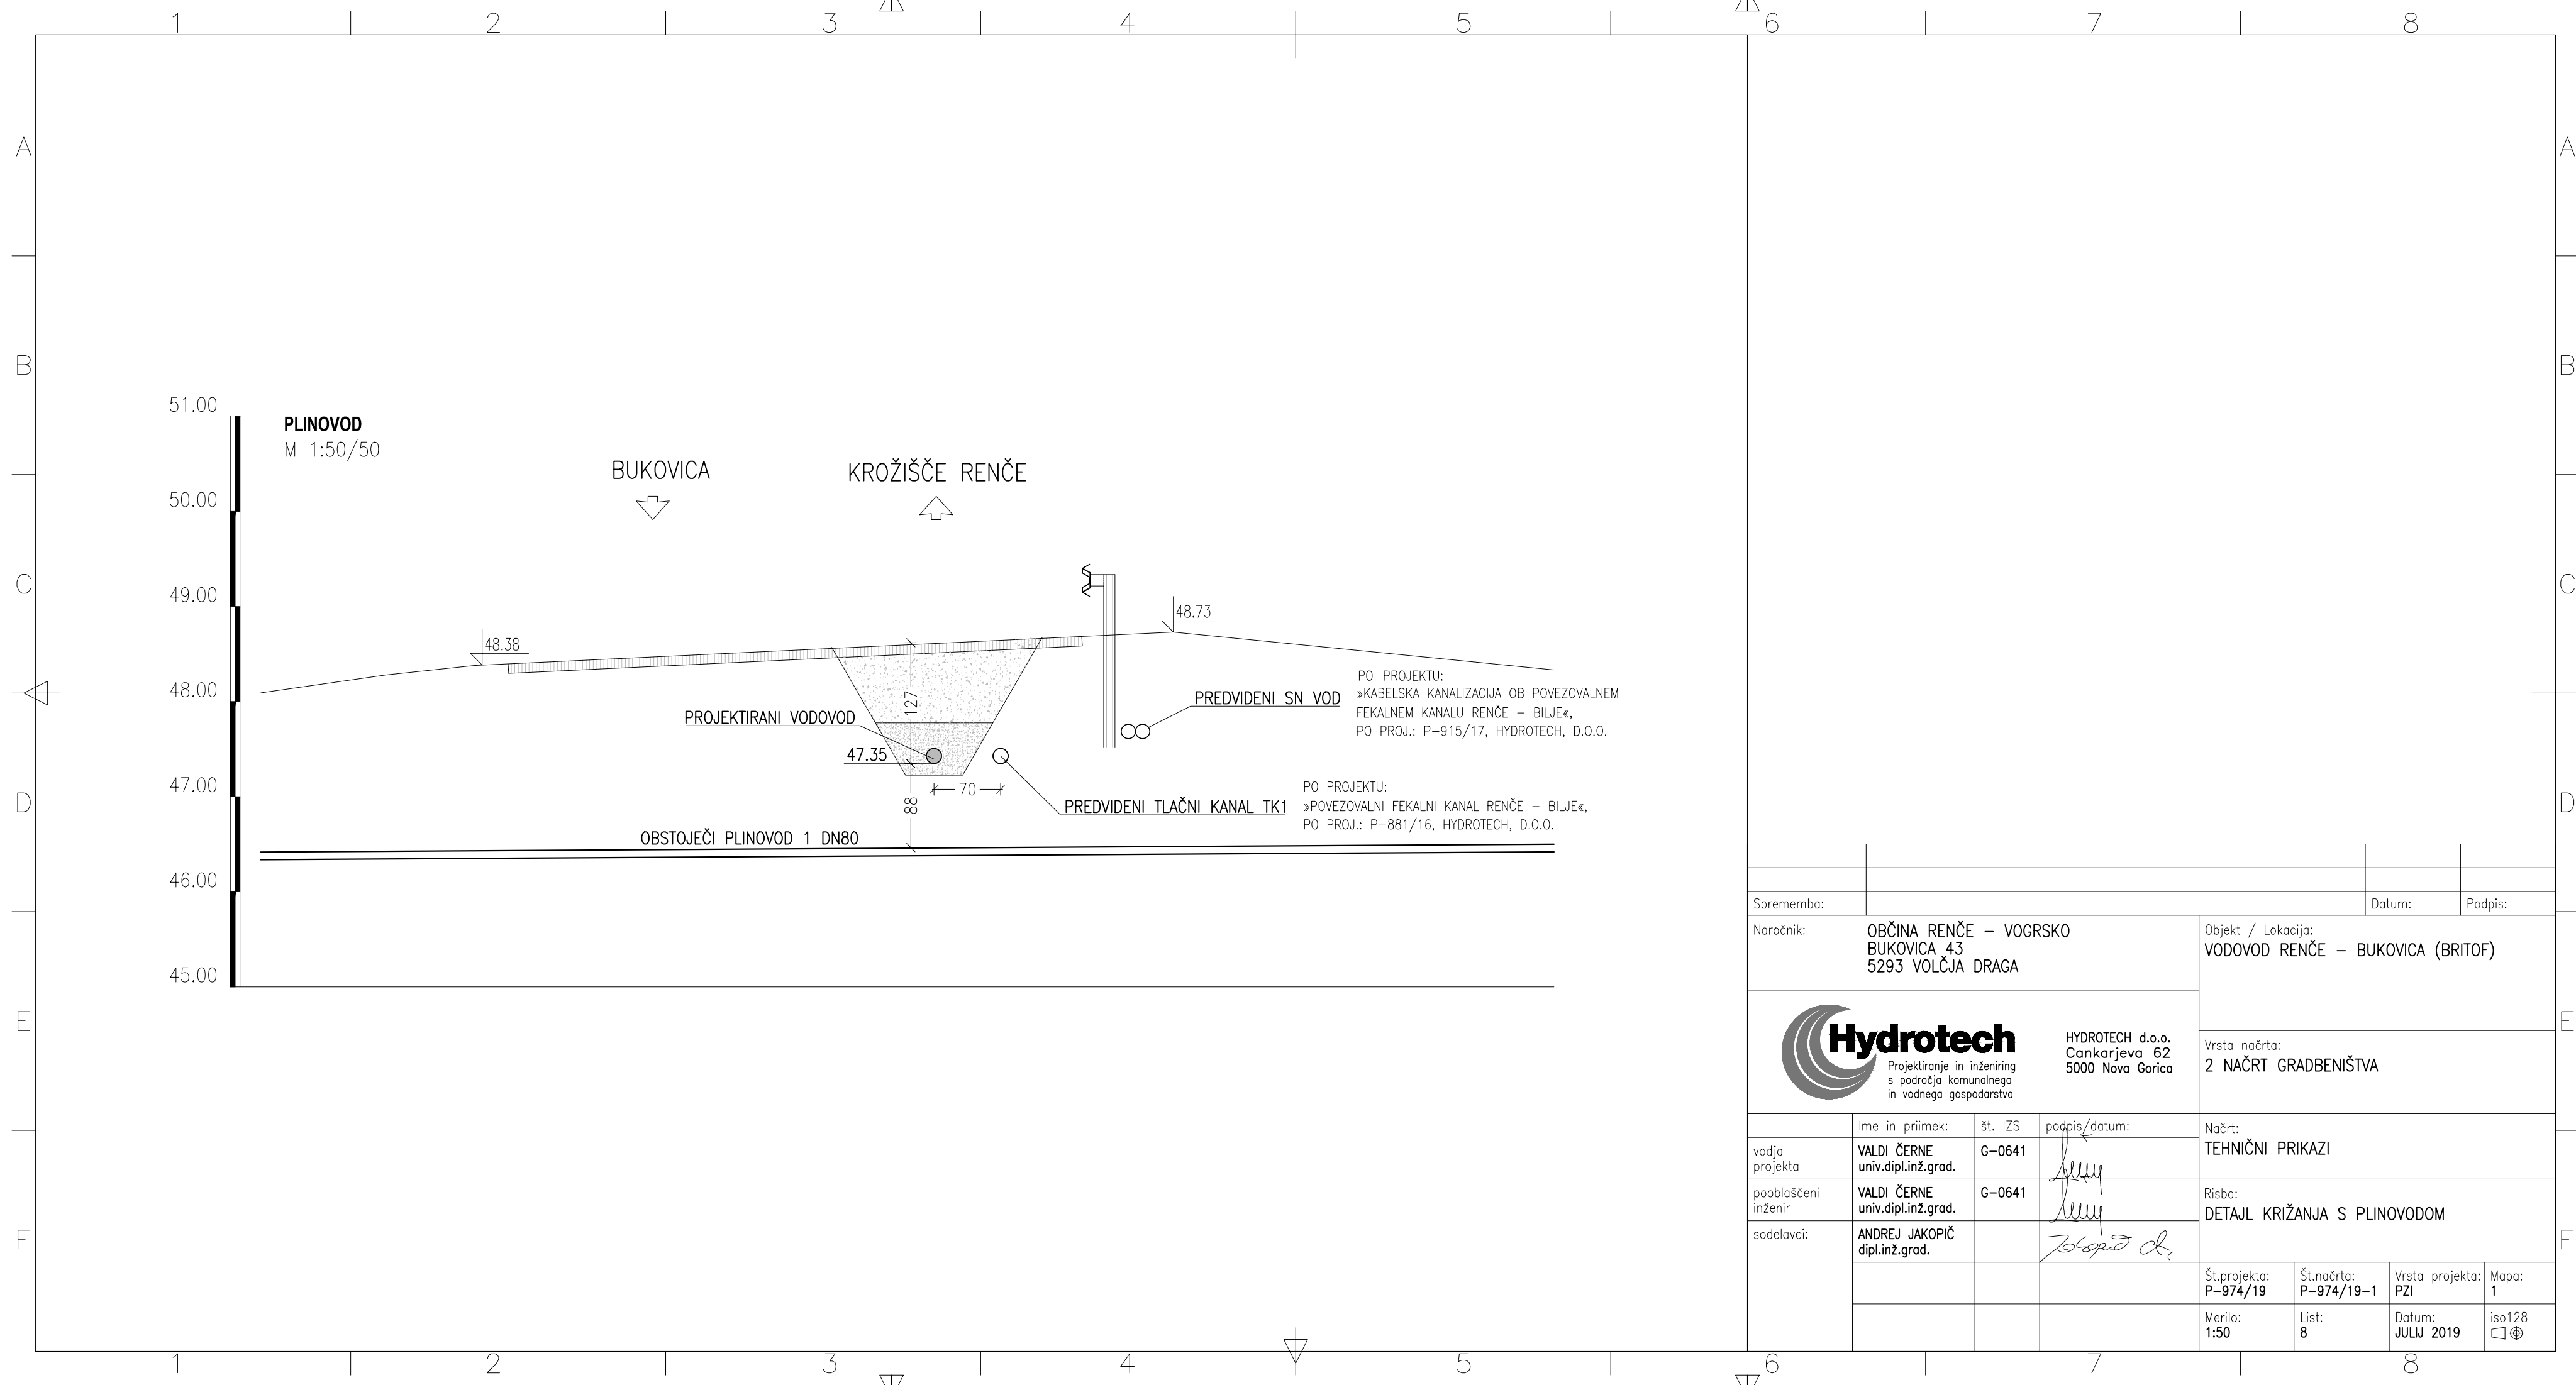 1 2 3 4 5 6 7 8
A A
B B
C C
D D
E E
F F
51.00
50.00
49.00
48.00
47.00
46.00
45.00
PLINOVOD
M 1:50/50
BUKOVICA
KROŽIŠČE RENČE
48.38
48.73
127
PROJEKTIRANI VODOVOD
47.35
70
88
PREDVIDENI SN VOD
PO PROJEKTU:
»KABELSKA KANALIZACIJA OB POVEZOVALNEM
FEKALNEM KANALU RENČE – BILJE«,
PO PROJ.: P–915/17, HYDROTECH, D.O.O.
PREDVIDENI TLAČNI KANAL TK1
PO PROJEKTU:
»POVEZOVALNI FEKALNI KANAL RENČE – BILJE«,
PO PROJ.: P–881/16, HYDROTECH, D.O.O.
OBSTOJEČI PLINOVOD 1 DN80
Sprememba: Datum: Podpis:
Naročnik:
OBČINA RENČE – VOGRSKO
BUKOVICA 43
5293 VOLČJA DRAGA
Objekt / Lokacija:
VODOVOD RENČE – BUKOVICA (BRITOF)
Hydrotech
Projektiranje in inženiring
s področja komunalnega
in vodnega gospodarstva
HYDROTECH d.o.o.
Cankarjeva 62
5000 Nova Gorica
Vrsta načrta:
2 NAČRT GRADBENIŠTVA
Ime in priimek: št. IZS podpis/datum:
vodja
projekta
VALDI ČERNE
univ.dipl.inž.grad.
G–0641
pooblaščeni
inženir
VALDI ČERNE
univ.dipl.inž.grad.
G–0641
sodelavci:
ANDREJ JAKOPIČ
dipl.inž.grad.
Načrt:
TEHNIČNI PRIKAZI
Risba:
DETAJL KRIŽANJA S PLINOVODOM
Št.projekta: Št.načrta: Vrsta projekta: Mapa:
P–974/19 P–974/19–1 PZI 1
Merilo: List: Datum: iso128
1:50 8 JULIJ 2019
1 2 3 4 5 6 7 8